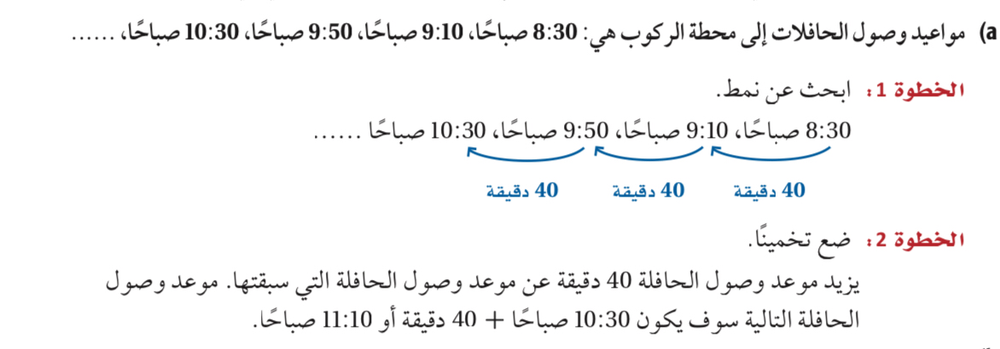 a) مواعيد وصول الحافلات إلى محطة الركوب هي: 8:30 صباحًا، 9:10 صباحًا، 9:50 صباحًا، 10:30 صباحًا، ......
الخطوة 1: ابحث عن نمط.
8:30 صباحًا، 9:10 صباحًا، 9:50 صباحًا، 10:30 صباحًا ......
40 دقيقة 40 دقيقة 40 دقيقة
الخطوة 2: ضع تخمينًا.
يزيد موعد وصول الحافلة 40 دقيقة عن موعد وصول الحافلة التي سبقتها. موعد وصول
الحافلة التالية سوف يكون 10:30 صباحًا + 40 دقيقة أو 11:10 صباحًا.